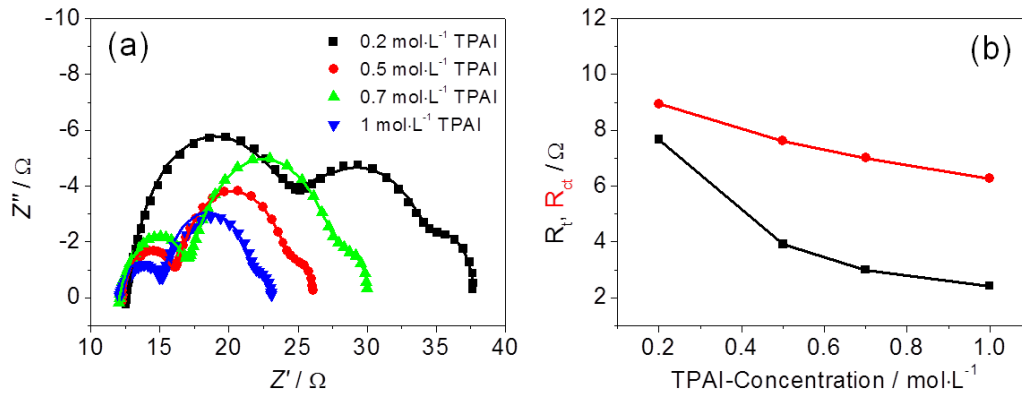 (a)
0.2 mol·L⁻¹ TPAI
0.5 mol·L⁻¹ TPAI
0.7 mol·L⁻¹ TPAI
1 mol·L⁻¹ TPAI
-10
-8
-6
-4
-2
0
Z'' / Ω
10 15 20 25 30 35 40
Z' / Ω
(b)
12
10
8
6
4
2
Rt, Rct / Ω
0.2 0.4 0.6 0.8 1.0
TPAI-Concentration / mol·L⁻¹